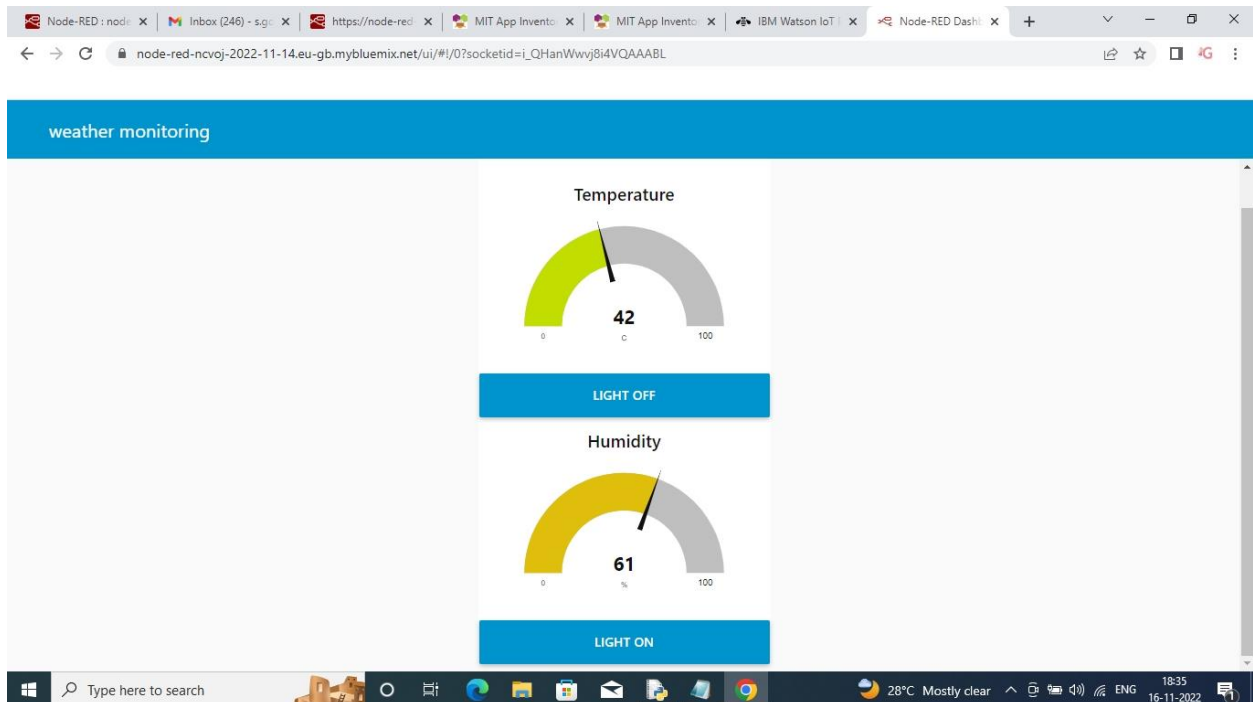 Node-RED : node
Inbox (246) - s.go
https://node-red
MIT App Invento
MIT App Invento
IBM Watson IoT
Node-RED Dash
node-red-ncvoj-2022-11-14.eu-gb.mybluemix.net/ui/#!/0?socketid=i_QHanWwvj8i4VQAAABL
weather monitoring
Temperature
42
0
C
100
LIGHT OFF
Humidity
61
0
%
100
LIGHT ON
Type here to search
28°C Mostly clear
ENG
18:35
16-11-2022